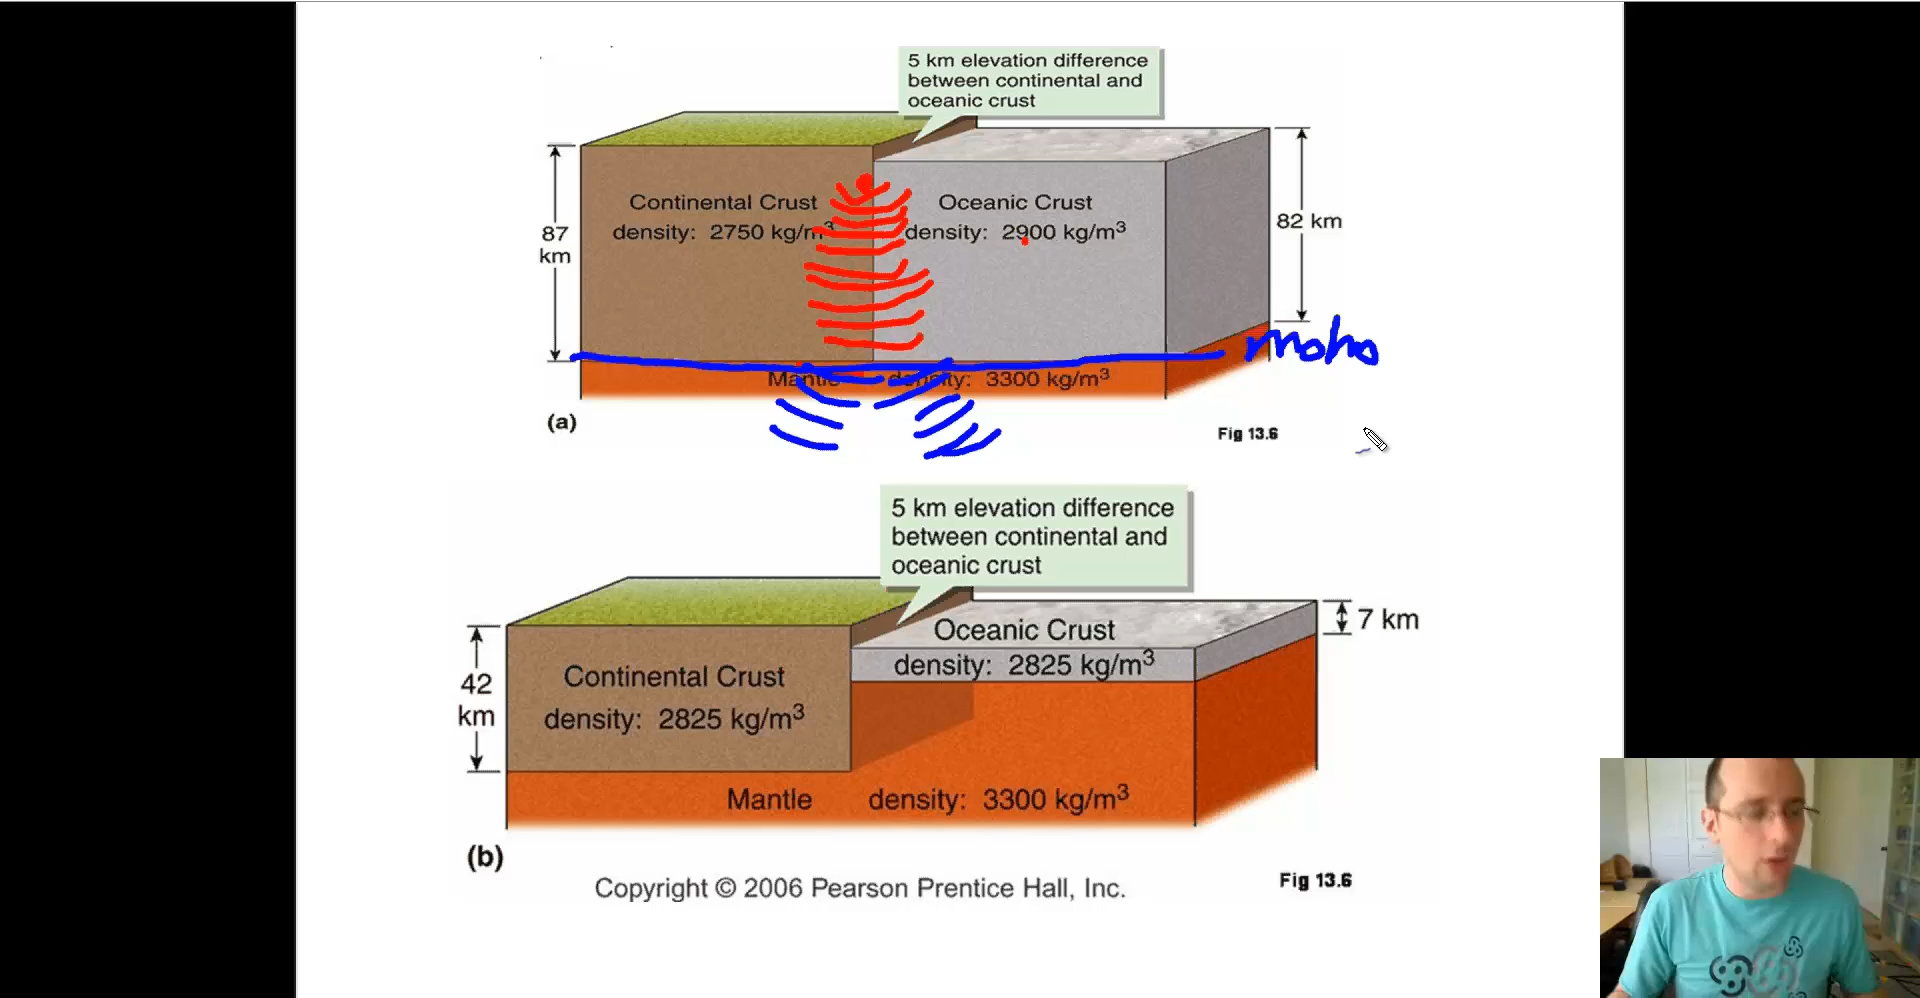 5 km elevation difference
between continental and
oceanic crust
Continental Crust
density: 2750 kg/m³
Oceanic Crust
density: 2900 kg/m³
87
km
82 km
moho
Mantle density: 3300 kg/m³
(a)
Fig 13.6
5 km elevation difference
between continental and
oceanic crust
Oceanic Crust
density: 2825 kg/m³
7 km
Continental Crust
density: 2825 kg/m³
42
km
Mantle density: 3300 kg/m³
(b)
Copyright © 2006 Pearson Prentice Hall, Inc.
Fig 13.6